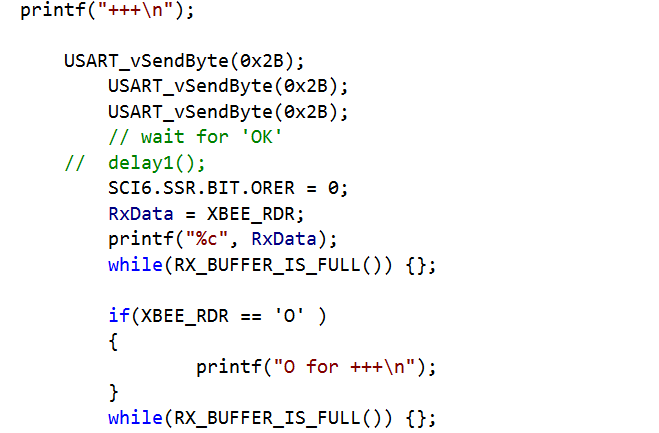 printf("+++\n");
USART_vSendByte(0x2B);
USART_vSendByte(0x2B);
USART_vSendByte(0x2B);
// wait for 'OK'
// delay1();
SCI6.SSR.BIT.ORER = 0;
RxData = XBEE_RDR;
printf("%c", RxData);
while(RX_BUFFER_IS_FULL()) {};
if(XBEE_RDR == 'O' )
{
printf("O for +++\n");
}
while(RX_BUFFER_IS_FULL()) {};